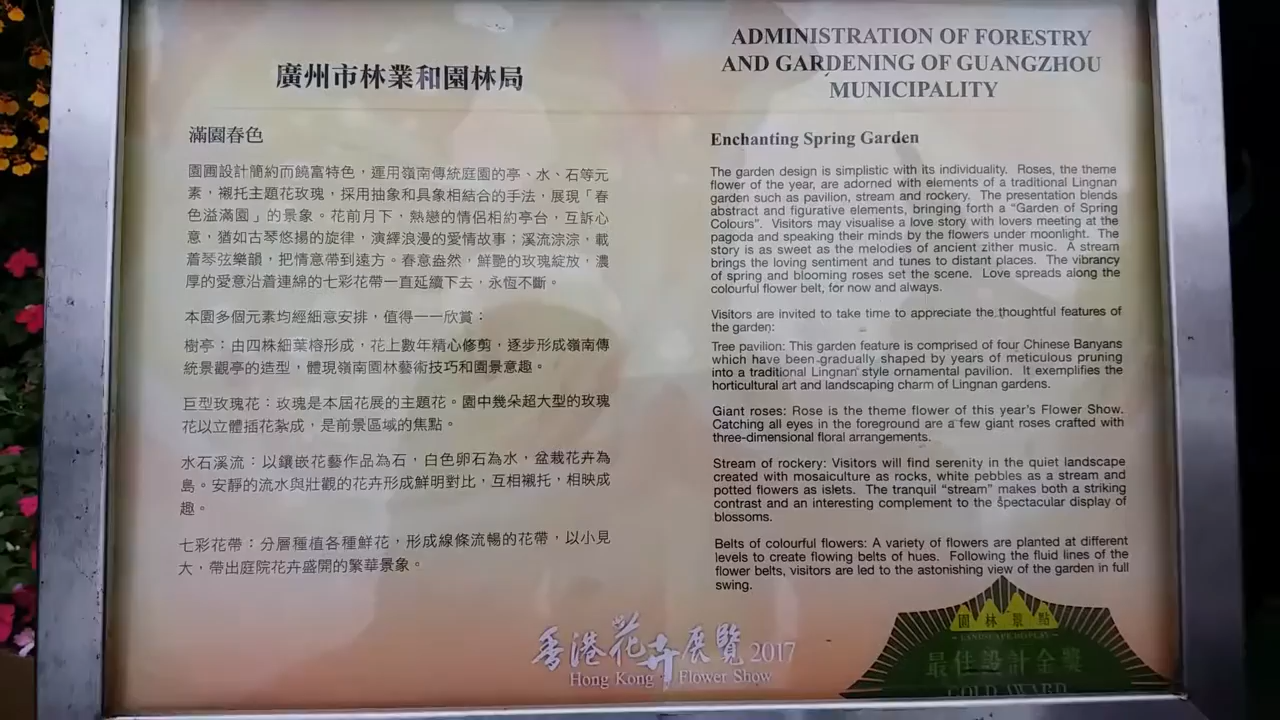 廣州市林業和園林局
滿園春色
園圃設計簡約而饒富特色，運用嶺南傳統庭園的亭、水、石等元
素，襯托主題花玫瑰，採用抽象和具象相結合的手法，展現「春
色溢滿園」的景象。花前月下，熱戀的情侶相約亭台，互訴心
意，猶如古琴悠揚的旋律，演繹浪漫的愛情故事；溪流淙淙，載
着琴弦樂韻，把情意帶到遠方。春意盎然，鮮艷的玫瑰綻放，濃
厚的愛意沿着連綿的七彩花帶一直延續下去，永恆不斷。
本園多個元素均經細意安排，值得一一欣賞：
樹亭：由四株細葉榕形成，花上數年精心修剪，逐步形成嶺南傳
統景觀亭的造型，體現嶺南園林藝術技巧和園景意趣。
巨型玫瑰花：玫瑰是本屆花展的主題花。園中幾朵超大型的玫瑰
花以立體插花紮成，是前景區域的焦點。
水石溪流：以鑲嵌花藝作品為石，白色卵石為水，盆栽花卉為
島。安靜的流水與壯觀的花卉形成鮮明對比，互相襯托，相映成
趣。
七彩花帶：分層種植各種鮮花，形成線條流暢的花帶，以小見
大，帶出庭院花卉盛開的繁華景象。
ADMINISTRATION OF FORESTRY
AND GARDENING OF GUANGZHOU
MUNICIPALITY
Enchanting Spring Garden
The garden design is simplistic with its individuality. Roses, the theme
flower of the year, are adorned with elements of a traditional Lingnan
garden such as pavilion, stream and rockery. The presentation blends
abstract and figurative elements, bringing forth a “Garden of Spring
Colours”. Visitors may visualise a love story with lovers meeting at the
pagoda and speaking their minds by the flowers under moonlight. The
story is as sweet as the melodies of ancient zither music. A stream
brings the loving sentiment and tunes to distant places. The vibrancy
of spring and blooming roses set the scene. Love spreads along the
colourful flower belt, for now and always.
Visitors are invited to take time to appreciate the thoughtful features of
the garden:
Tree pavilion: This garden feature is comprised of four Chinese Banyans
which have been gradually shaped by years of meticulous pruning
into a traditional Lingnan style ornamental pavilion. It exemplifies the
horticultural art and landscaping charm of Lingnan gardens.
Giant roses: Rose is the theme flower of this year's Flower Show.
Catching all eyes in the foreground are a few giant roses crafted with
three-dimensional floral arrangements.
Stream of rockery: Visitors will find serenity in the quiet landscape
created with mosaiculture as rocks, white pebbles as a stream and
potted flowers as islets. The tranquil “stream” makes both a striking
contrast and an interesting complement to the spectacular display of
blossoms.
Belts of colourful flowers: A variety of flowers are planted at different
levels to create flowing belts of hues. Following the fluid lines of the
flower belts, visitors are led to the astonishing view of the garden in full
swing.
香港花卉展覽 2017
Hong Kong Flower Show
園林景點
LANDSCAPE DISPLAY
最佳設計金獎
GOLD AWARD